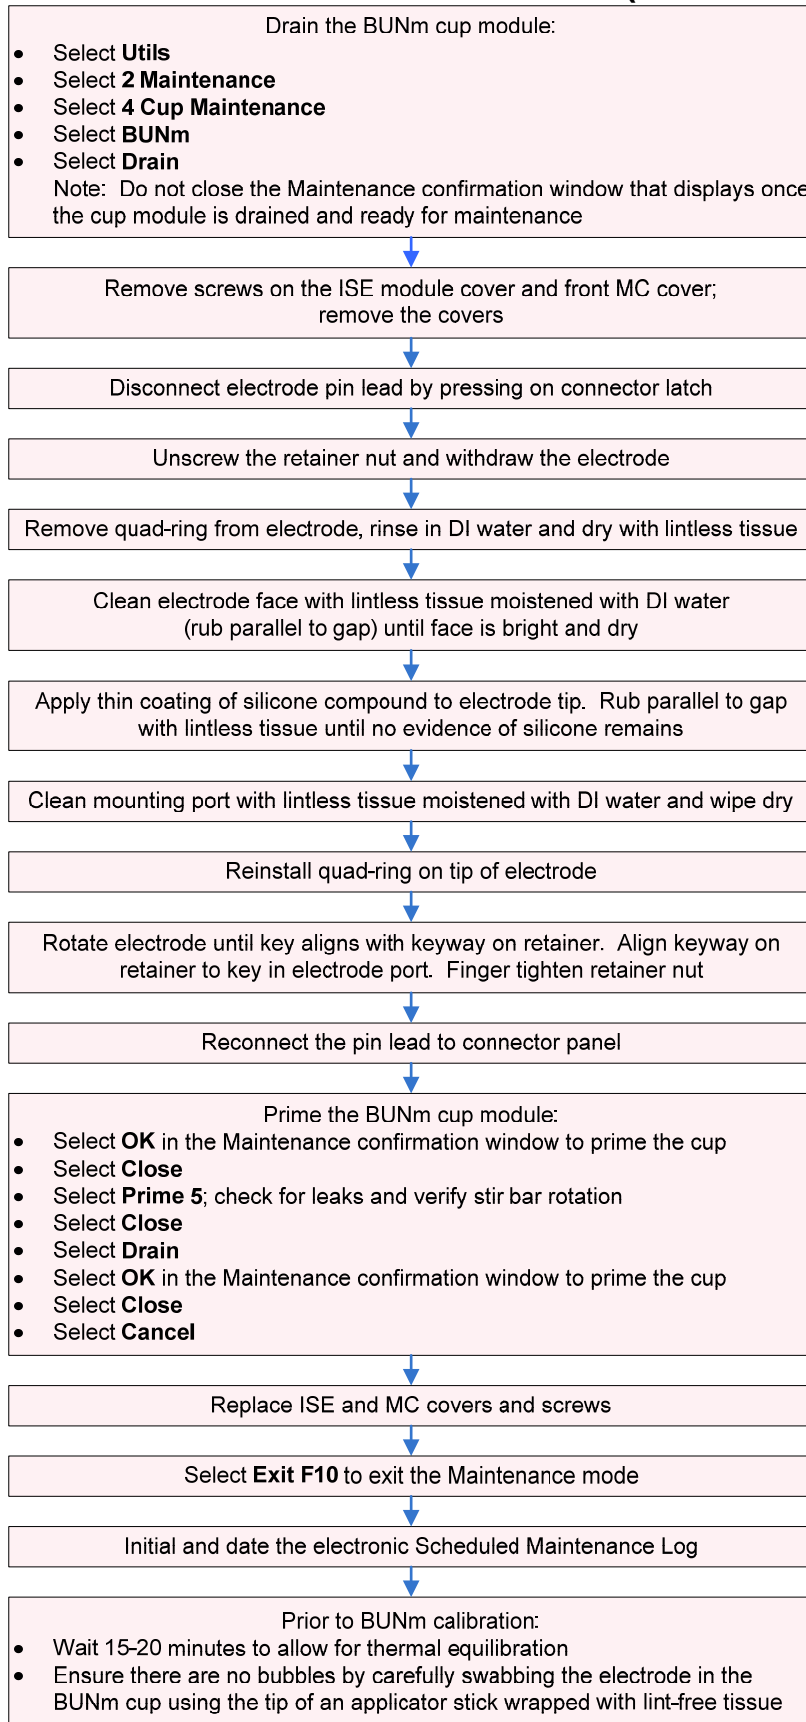 Drain the BUNm cup module:
• Select Utils
• Select 2 Maintenance
• Select 4 Cup Maintenance
• Select BUNm
• Select Drain
Note: Do not close the Maintenance confirmation window that displays once
the cup module is drained and ready for maintenance
Remove screws on the ISE module cover and front MC cover;
remove the covers
Disconnect electrode pin lead by pressing on connector latch
Unscrew the retainer nut and withdraw the electrode
Remove quad-ring from electrode, rinse in DI water and dry with lintless tissue
Clean electrode face with lintless tissue moistened with DI water
(rub parallel to gap) until face is bright and dry
Apply thin coating of silicone compound to electrode tip. Rub parallel to gap
with lintless tissue until no evidence of silicone remains
Clean mounting port with lintless tissue moistened with DI water and wipe dry
Reinstall quad-ring on tip of electrode
Rotate electrode until key aligns with keyway on retainer. Align keyway on
retainer to key in electrode port. Finger tighten retainer nut
Reconnect the pin lead to connector panel
Prime the BUNm cup module:
• Select OK in the Maintenance confirmation window to prime the cup
• Select Close
• Select Prime 5; check for leaks and verify stir bar rotation
• Select Close
• Select Drain
• Select OK in the Maintenance confirmation window to prime the cup
• Select Close
• Select Cancel
Replace ISE and MC covers and screws
Select Exit F10 to exit the Maintenance mode
Initial and date the electronic Scheduled Maintenance Log
Prior to BUNm calibration:
• Wait 15-20 minutes to allow for thermal equilibration
• Ensure there are no bubbles by carefully swabbing the electrode in the
BUNm cup using the tip of an applicator stick wrapped with lint-free tissue